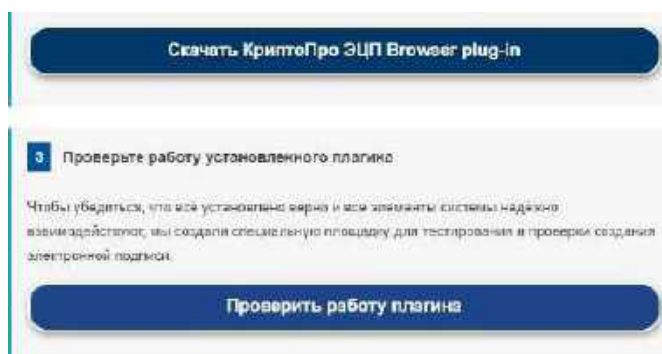 Скачать КриптоПро ЭЦП Browser plug-in
3 Проверьте работу установленного плагина
Чтобы убедиться, что всё установлено верно и все элементы системы надёжно
взаимодействуют, мы создали специальную площадку для тестирования и проверки создания
электронной подписи.
Проверить работу плагина